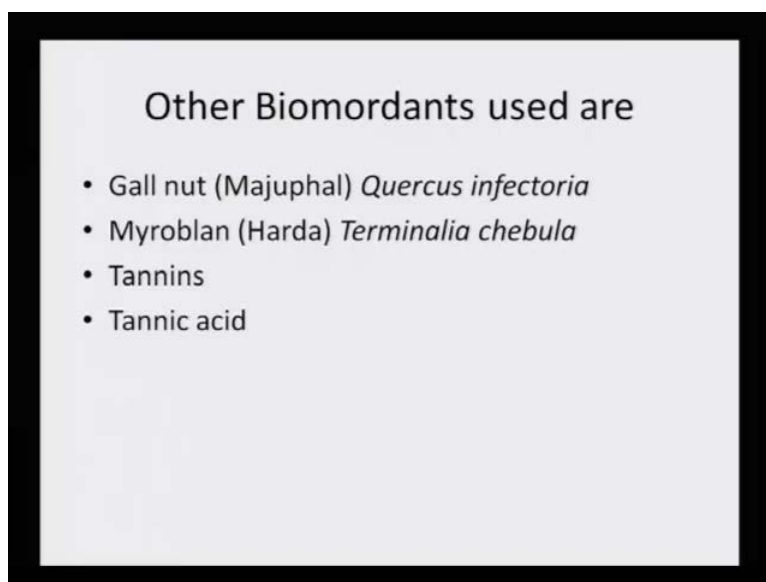 Other Biomordants used are
• Gall nut (Majuphal) Quercus infectoria
• Myroblan (Harda) Terminalia chebula
• Tannins
• Tannic acid